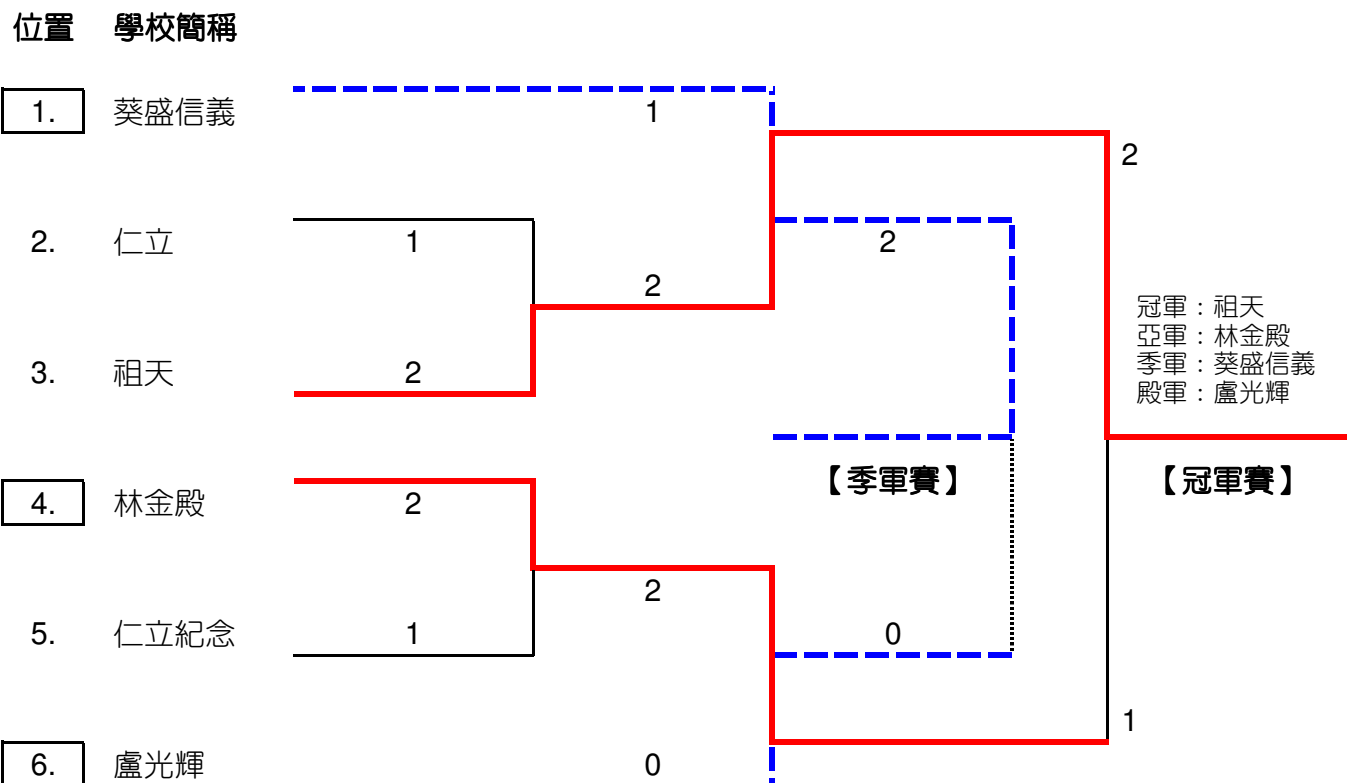 位置 學校簡稱
1. 葵盛信義 1
2
2. 仁立 1 2
2
冠軍：祖天
亞軍：林金殿
季軍：葵盛信義
殿軍：盧光輝
3. 祖天 2
【季軍賽】 【冠軍賽】
4. 林金殿 2
2
5. 仁立紀念 1 0
1
6. 盧光輝 0